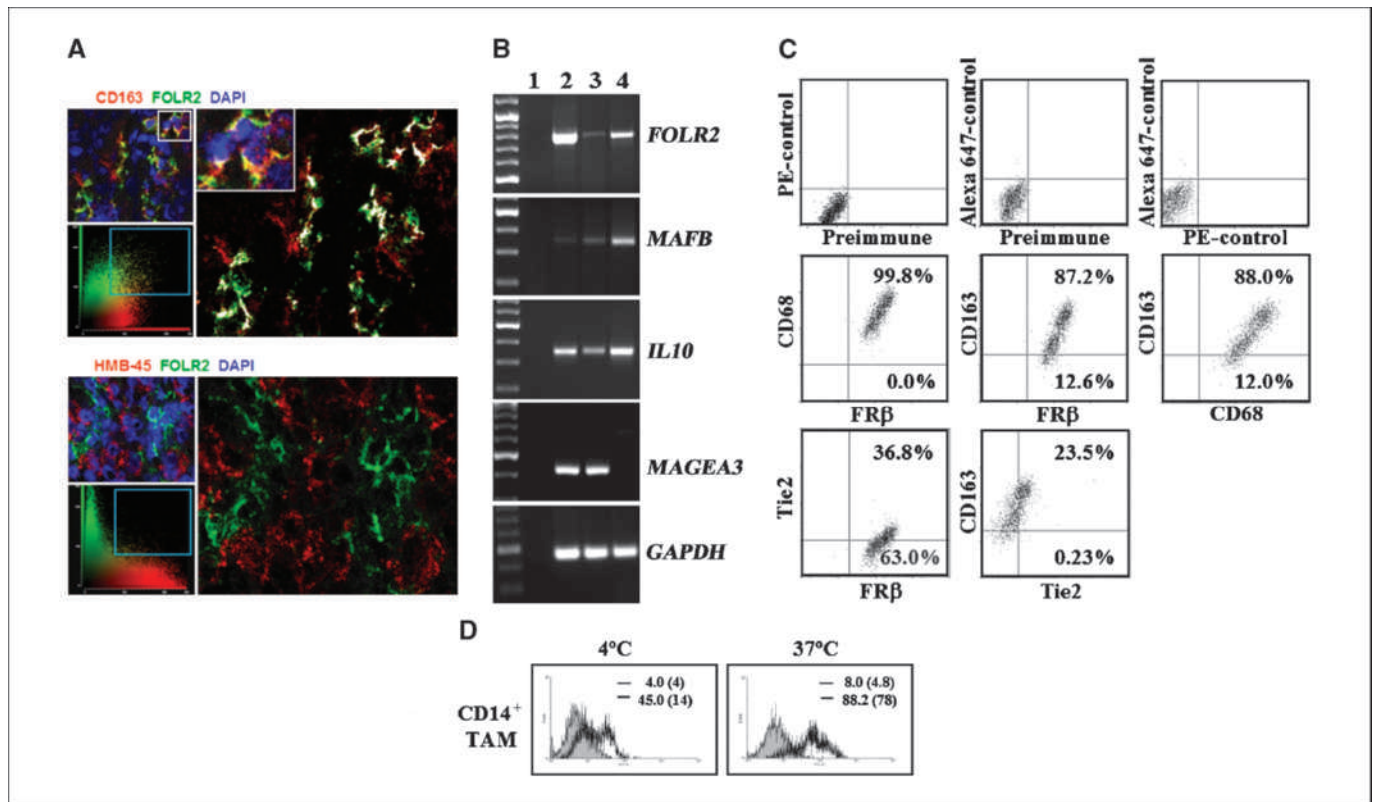 A
CD163 FOLR2 DAPI
HMB-45 FOLR2 DAPI
B
1 2 3 4
FOLR2
MAFB
IL10
MAGEA3
GAPDH
C
PE-control
Preimmune
Alexa 647-control
Preimmune
Alexa 647-control
PE-control
CD68
99.8%
0.0%
FRβ
CD163
87.2%
12.6%
FRβ
CD163
88.0%
12.0%
CD68
Tie2
36.8%
63.0%
FRβ
CD163
23.5%
0.23%
Tie2
D
4ºC
37ºC
CD14+
TAM
4.0 (4)
45.0 (14)
8.0 (4.8)
88.2 (78)